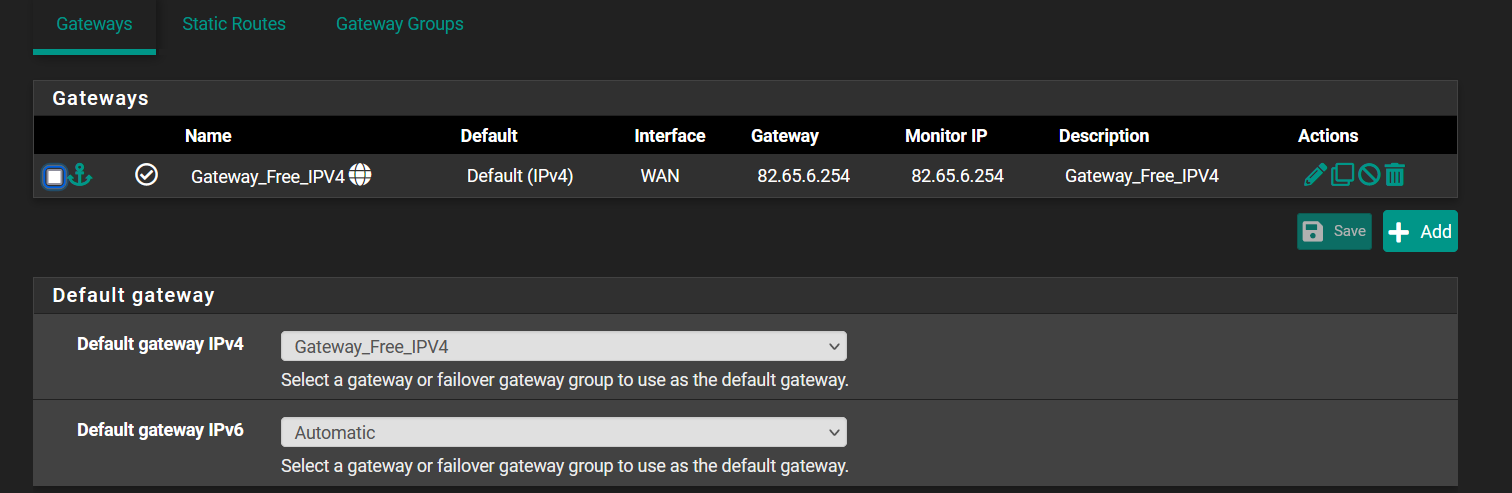 Gateways Static Routes Gateway Groups
Gateways
Name Default Interface Gateway Monitor IP Description Actions
Gateway_Free_IPV4 Default (IPv4) WAN 82.65.6.254 82.65.6.254 Gateway_Free_IPV4
Save Add
Default gateway
Default gateway IPv4 Gateway_Free_IPV4
Select a gateway or failover gateway group to use as the default gateway.
Default gateway IPv6 Automatic
Select a gateway or failover gateway group to use as the default gateway.